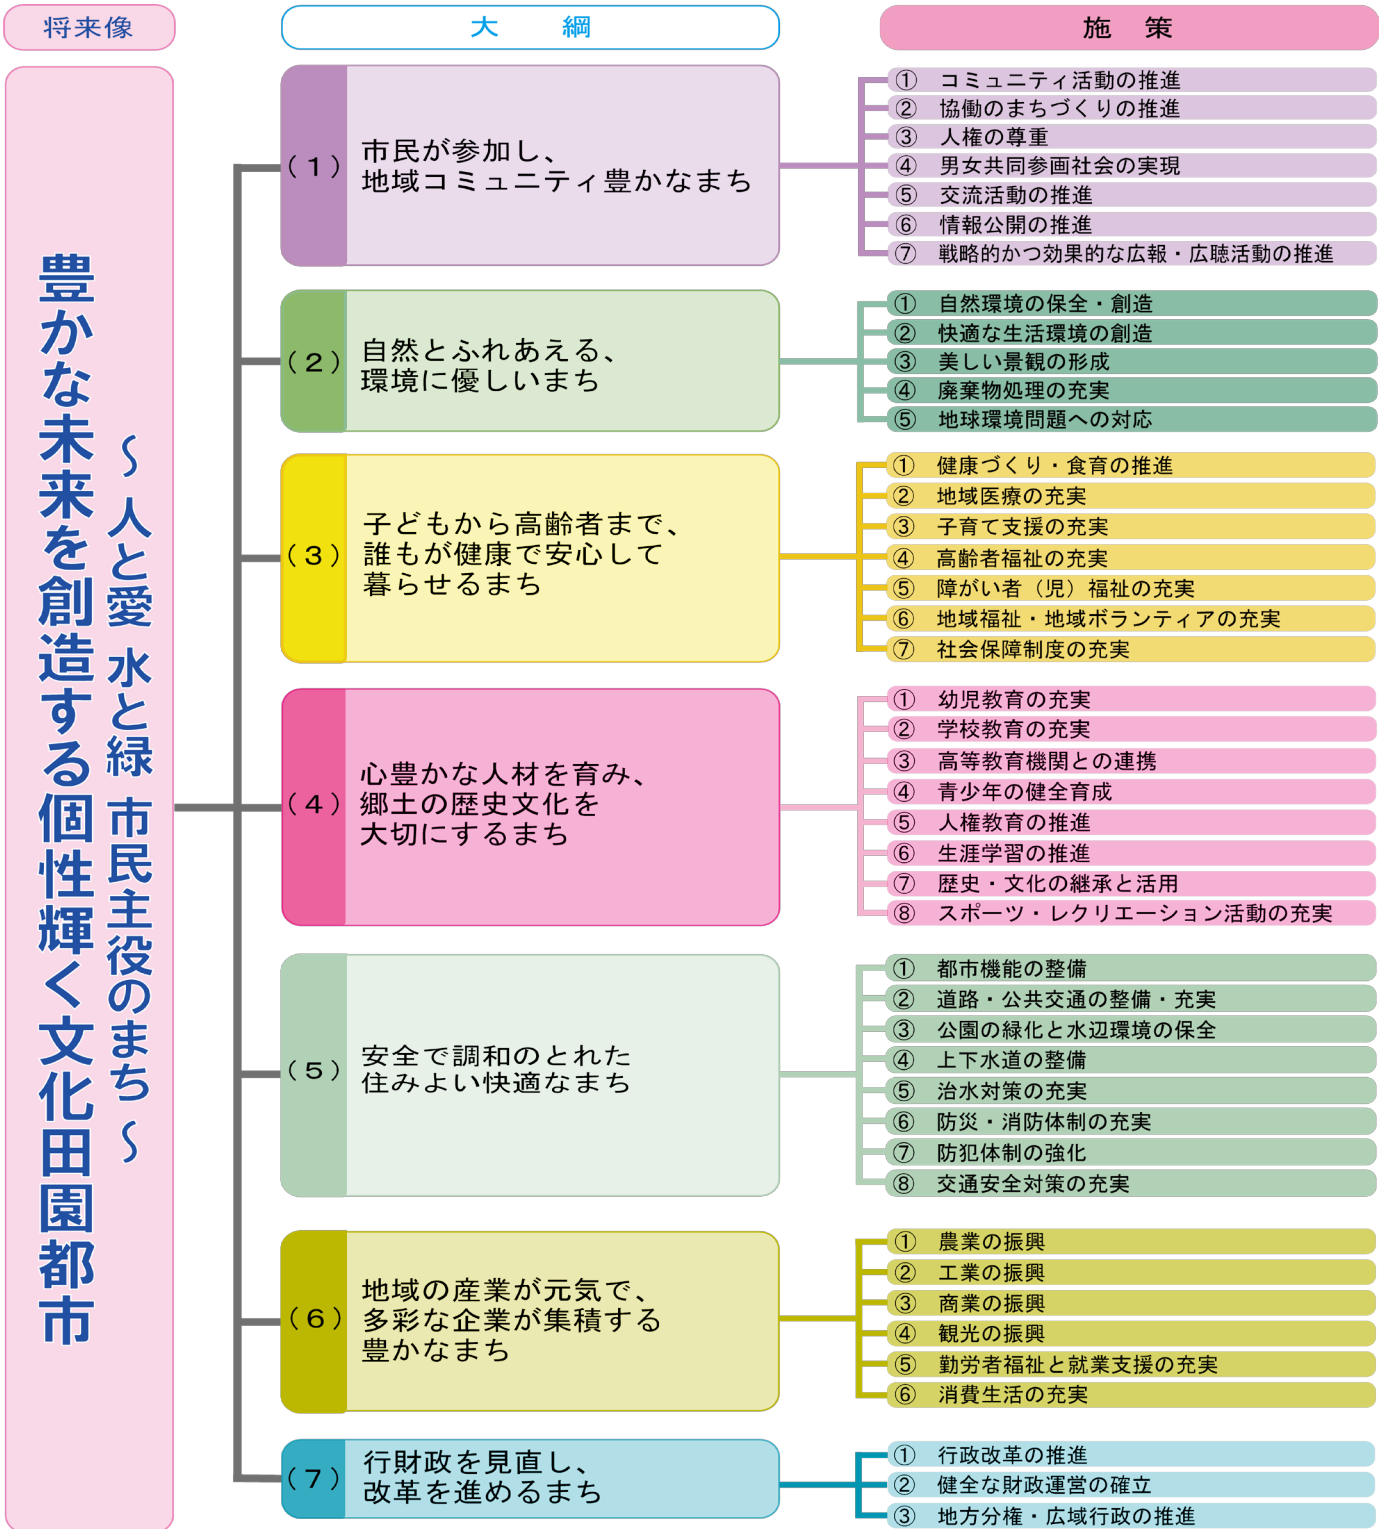 将来像
大 綱
施 策
豊かな未来を創造する個性輝く文化田園都市
～人と愛 水と緑 市民主役のまち～
(1)
市民が参加し、
地域コミュニティ豊かなまち
① コミュニティ活動の推進
② 協働のまちづくりの推進
③ 人権の尊重
④ 男女共同参画社会の実現
⑤ 交流活動の推進
⑥ 情報公開の推進
⑦ 戦略的かつ効果的な広報・広聴活動の推進
(2)
自然とふれあえる、
環境に優しいまち
① 自然環境の保全・創造
② 快適な生活環境の創造
③ 美しい景観の形成
④ 廃棄物処理の充実
⑤ 地球環境問題への対応
(3)
子どもから高齢者まで、
誰もが健康で安心して
暮らせるまち
① 健康づくり・食育の推進
② 地域医療の充実
③ 子育て支援の充実
④ 高齢者福祉の充実
⑤ 障がい者（児）福祉の充実
⑥ 地域福祉・地域ボランティアの充実
⑦ 社会保障制度の充実
(4)
心豊かな人材を育み、
郷土の歴史文化を
大切にするまち
① 幼児教育の充実
② 学校教育の充実
③ 高等教育機関との連携
④ 青少年の健全育成
⑤ 人権教育の推進
⑥ 生涯学習の推進
⑦ 歴史・文化の継承と活用
⑧ スポーツ・レクリエーション活動の充実
(5)
安全で調和のとれた
住みよい快適なまち
① 都市機能の整備
② 道路・公共交通の整備・充実
③ 公園の緑化と水辺環境の保全
④ 上下水道の整備
⑤ 治水対策の充実
⑥ 防災・消防体制の充実
⑦ 防犯体制の強化
⑧ 交通安全対策の充実
(6)
地域の産業が元気で、
多彩な企業が集積する
豊かなまち
① 農業の振興
② 工業の振興
③ 商業の振興
④ 観光の振興
⑤ 勤労者福祉と就業支援の充実
⑥ 消費生活の充実
(7)
行財政を見直し、
改革を進めるまち
① 行政改革の推進
② 健全な財政運営の確立
③ 地方分権・広域行政の推進